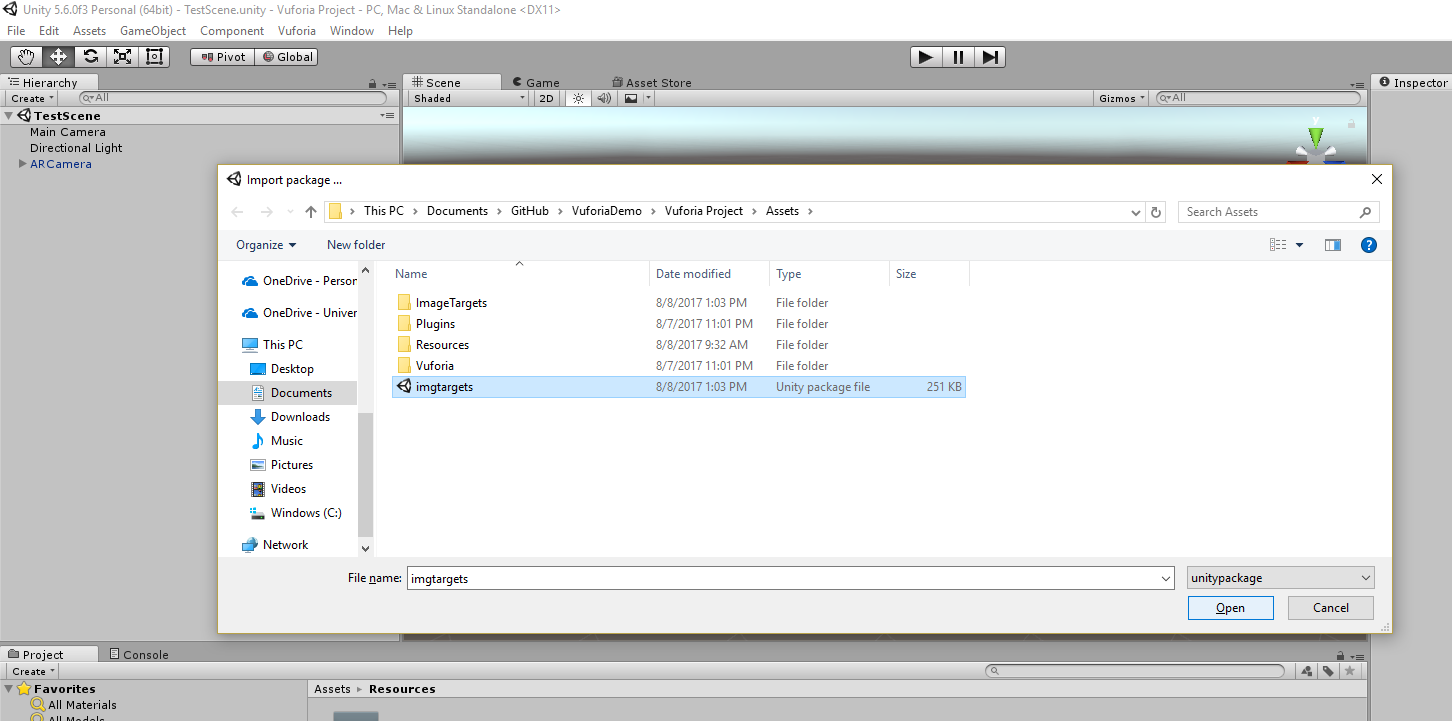 Unity 5.6.0f3 Personal (64bit) - TestScene.unity - Vuforia Project - PC, Mac & Linux Standalone <DX11>
File Edit Assets GameObject Component Vuforia Window Help
Pivot Global
Hierarchy
Create All
TestScene
Main Camera
Directional Light
ARCamera
Scene Game Asset Store
Shaded 2D Gizmos All
Inspector
y
Import package ...
This PC Documents GitHub VuforiaDemo Vuforia Project Assets
Search Assets
Organize New folder
OneDrive - Person
OneDrive - Univer
This PC
Desktop
Documents
Downloads
Music
Pictures
Videos
Windows (C:)
Network
Name Date modified Type Size
ImageTargets 8/8/2017 1:03 PM File folder
Plugins 8/7/2017 11:01 PM File folder
Resources 8/8/2017 9:32 AM File folder
Vuforia 8/7/2017 11:01 PM File folder
imgtargets 8/8/2017 1:03 PM Unity package file 251 KB
File name: imgtargets unitypackage
Open Cancel
Project Console
Create
Favorites
All Materials
All Models
Assets Resources